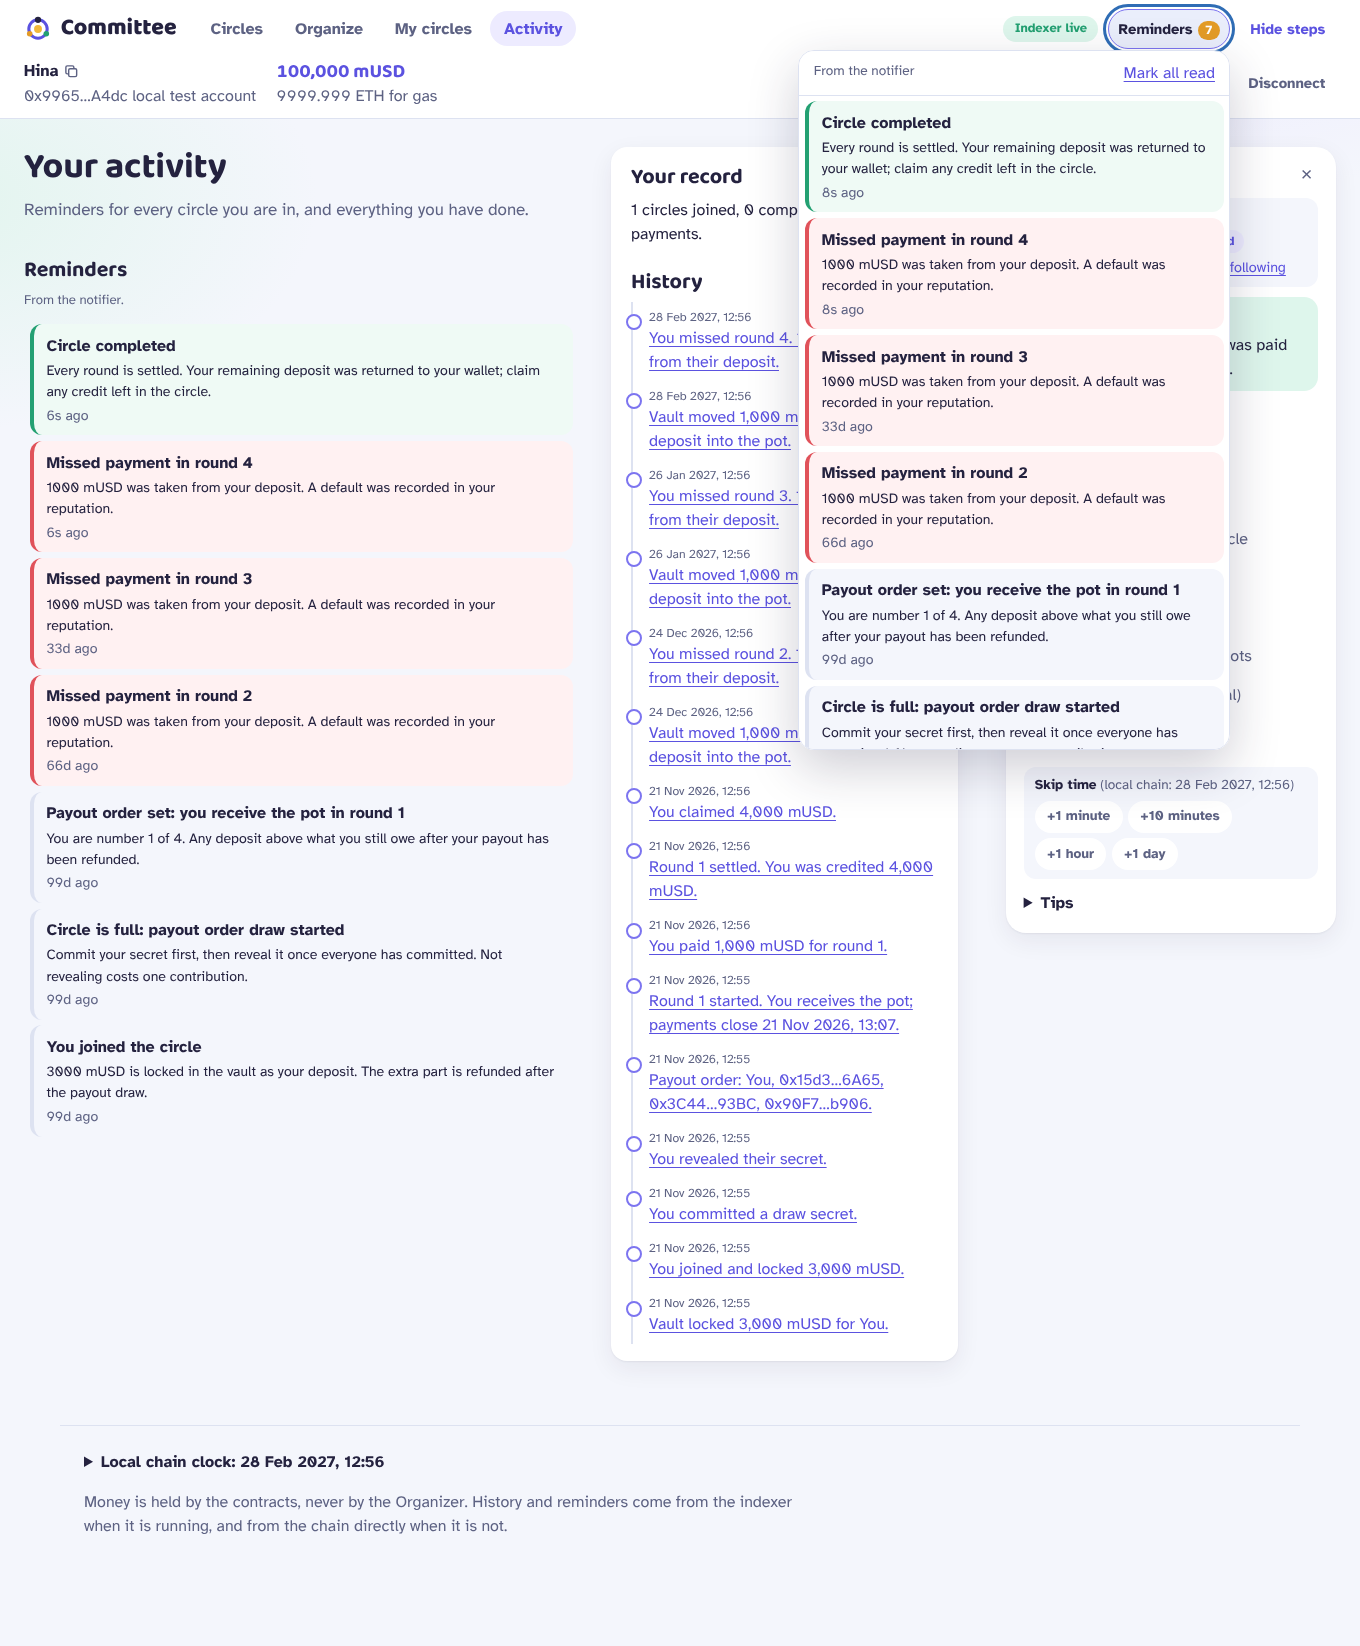 Committee
Circles
Organize
My circles
Activity
Indexer live
Reminders 7
Hide steps
Hina
0x9965...A4dc local test account
100,000 mUSD
9999.999 ETH for gas
Disconnect
From the notifier
Mark all read
Circle completed
Every round is settled. Your remaining deposit was returned to
your wallet; claim any credit left in the circle.
8s ago
Missed payment in round 4
1000 mUSD was taken from your deposit. A default was
recorded in your reputation.
8s ago
Missed payment in round 3
1000 mUSD was taken from your deposit. A default was
recorded in your reputation.
33d ago
Missed payment in round 2
1000 mUSD was taken from your deposit. A default was
recorded in your reputation.
66d ago
Payout order set: you receive the pot in round 1
You are number 1 of 4. Any deposit above what you still owe
after your payout has been refunded.
99d ago
Circle is full: payout order draw started
Commit your secret first, then reveal it once everyone has
Your activity
Reminders for every circle you are in, and everything you have done.
Reminders
From the notifier.
Circle completed
Every round is settled. Your remaining deposit was returned to your wallet; claim
any credit left in the circle.
6s ago
Missed payment in round 4
1000 mUSD was taken from your deposit. A default was recorded in your
reputation.
6s ago
Missed payment in round 3
1000 mUSD was taken from your deposit. A default was recorded in your
reputation.
33d ago
Missed payment in round 2
1000 mUSD was taken from your deposit. A default was recorded in your
reputation.
66d ago
Payout order set: you receive the pot in round 1
You are number 1 of 4. Any deposit above what you still owe after your payout has
been refunded.
99d ago
Circle is full: payout order draw started
Commit your secret first, then reveal it once everyone has committed. Not
revealing costs one contribution.
99d ago
You joined the circle
3000 mUSD is locked in the vault as your deposit. The extra part is refunded after
the payout draw.
99d ago
Your record
1 circles joined, 0 comp
payments.
History
28 Feb 2027, 12:56
You missed round 4.
from their deposit.
28 Feb 2027, 12:56
Vault moved 1,000 m
deposit into the pot.
26 Jan 2027, 12:56
You missed round 3.
from their deposit.
26 Jan 2027, 12:56
Vault moved 1,000 m
deposit into the pot.
24 Dec 2026, 12:56
You missed round 2.
from their deposit.
24 Dec 2026, 12:56
Vault moved 1,000 m
deposit into the pot.
21 Nov 2026, 12:56
You claimed 4,000 mUSD.
21 Nov 2026, 12:56
Round 1 settled. You was credited 4,000
mUSD.
21 Nov 2026, 12:56
You paid 1,000 mUSD for round 1.
21 Nov 2026, 12:55
Round 1 started. You receives the pot;
payments close 21 Nov 2026, 13:07.
21 Nov 2026, 12:55
Payout order: You, 0x15d3...6A65,
0x3C44...93BC, 0x90F7...b906.
21 Nov 2026, 12:55
You revealed their secret.
21 Nov 2026, 12:55
You committed a draw secret.
21 Nov 2026, 12:55
You joined and locked 3,000 mUSD.
21 Nov 2026, 12:55
Vault locked 3,000 mUSD for You.
following
was paid
Skip time (local chain: 28 Feb 2027, 12:56)
+1 minute
+10 minutes
+1 hour
+1 day
Tips
Local chain clock: 28 Feb 2027, 12:56
Money is held by the contracts, never by the Organizer. History and reminders come from the indexer
when it is running, and from the chain directly when it is not.